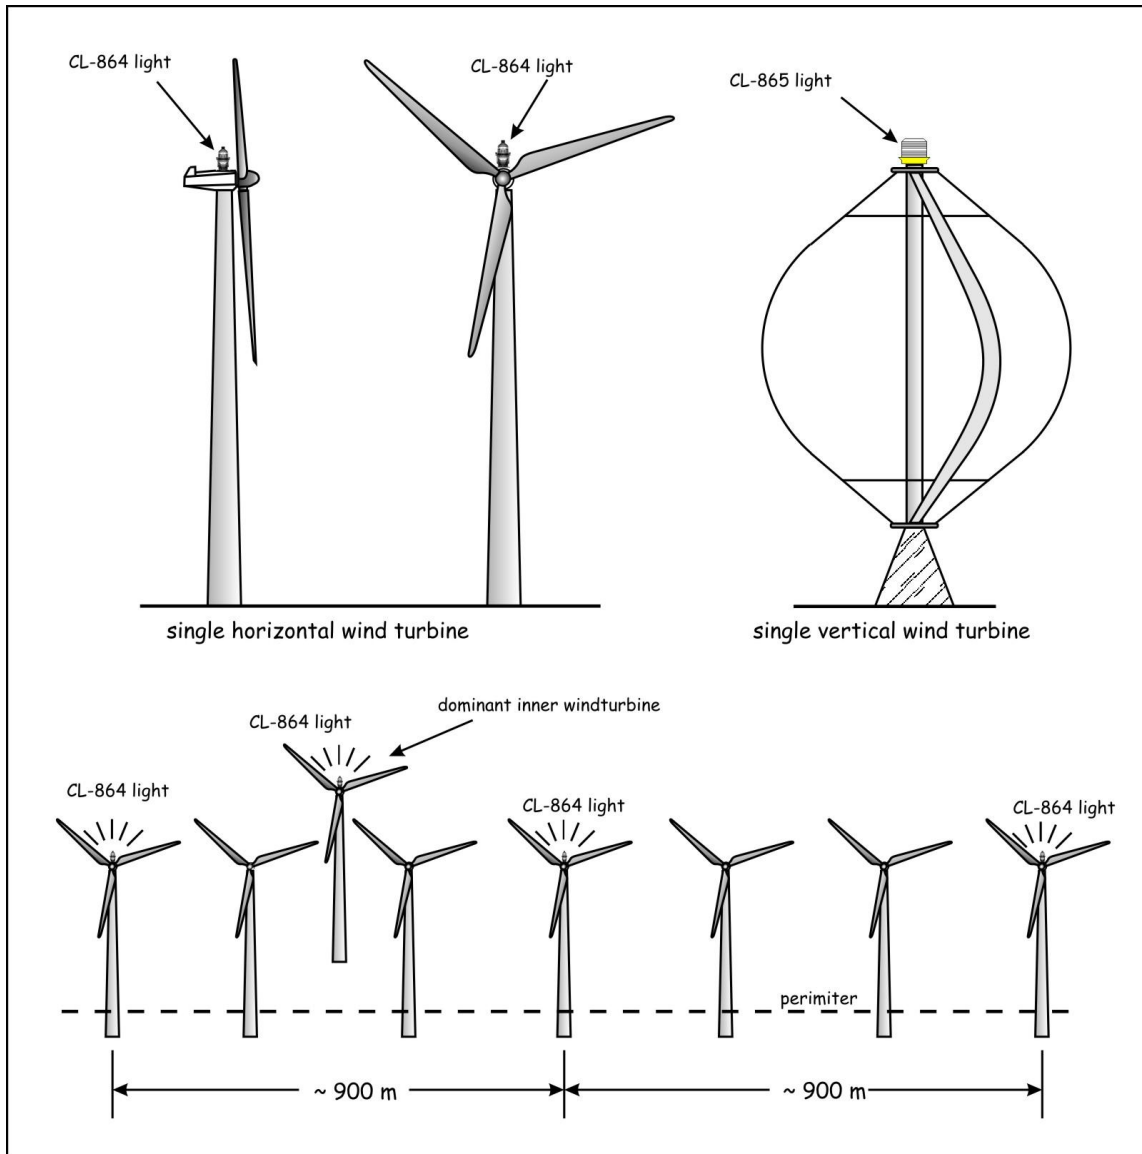 CL-864 light
CL-864 light
CL-865 light
single horizontal wind turbine
single vertical wind turbine
dominant inner windturbine
CL-864 light
CL-864 light
CL-864 light
CL-864 light
perimiter
~ 900 m
~ 900 m